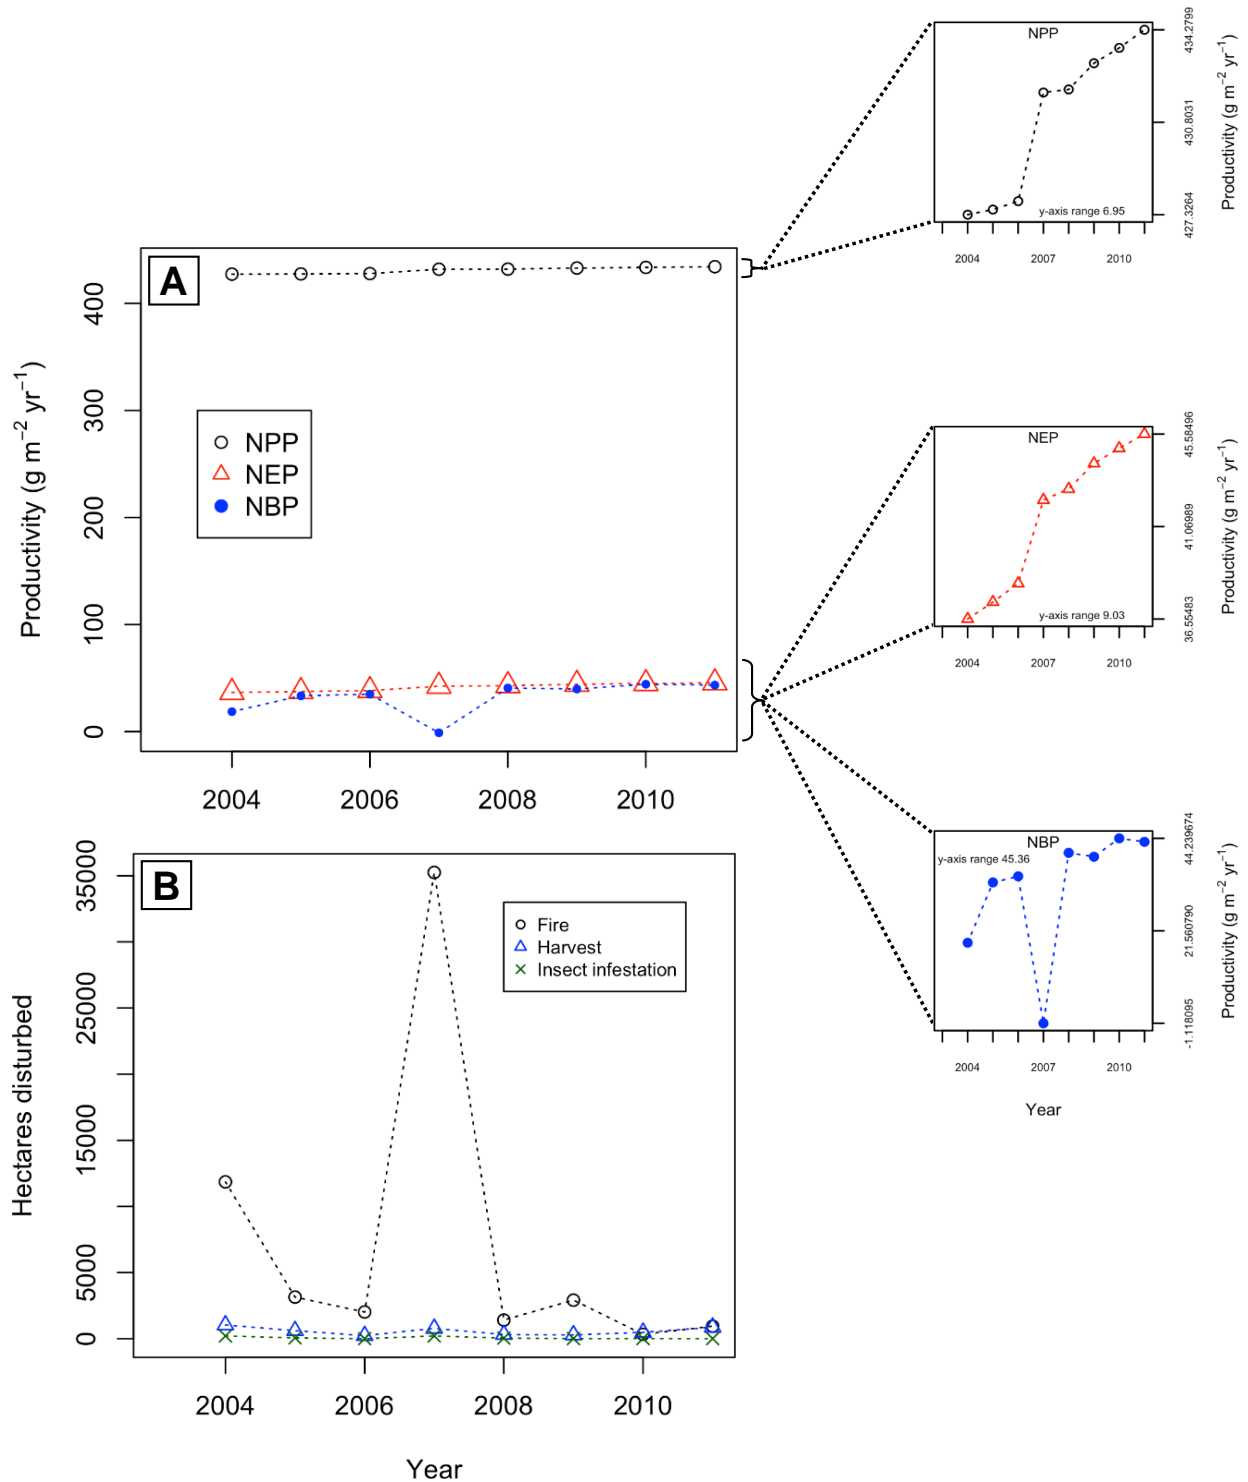 A
Productivity (g m⁻² yr⁻¹)
400
300
200
100
0
NPP
NEP
NBP
2004 2006 2008 2010
NPP
y-axis range 6.95
2004 2007 2010
427.3264 430.8031 434.2799
Productivity (g m⁻² yr⁻¹)
NEP
y-axis range 9.03
2004 2007 2010
36.55483 41.06989 45.58496
Productivity (g m⁻² yr⁻¹)
NBP
y-axis range 45.36
2004 2007 2010
-1.118095 21.560790 44.239674
Productivity (g m⁻² yr⁻¹)
Year
B
Hectares disturbed
35000
25000
15000
5000
0
Fire
Harvest
Insect infestation
2004 2006 2008 2010
Year